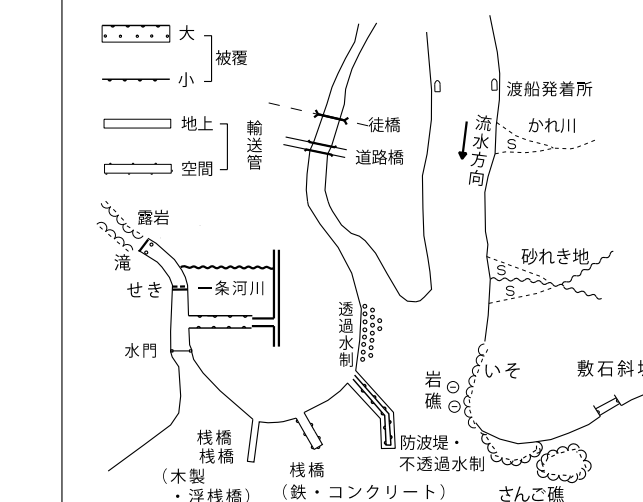 大
被覆
小
地上
輸送管
空間
渡船発着所
徒橋
かれ川
流水方向
S
道路橋
露岩
滝
砂れき地
S
S
せき
一条河川
透過水制
水門
いそ
敷石斜
岩礁
桟橋
桟橋
(木製
・浮桟橋)
桟橋
(鉄・コンクリート)
防波堤・
不透過水制
さんご礁